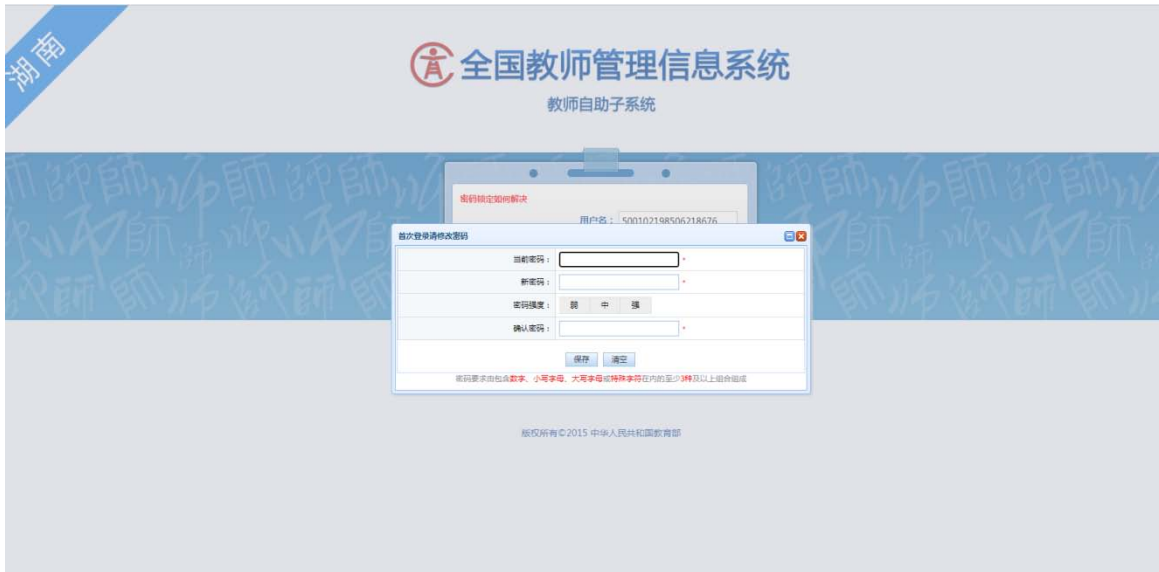 湖南
全国教师管理信息系统
教师自助子系统
密码锁定如何解决
用户名： 500102198506218676
首次登录请修改密码
当前密码： *
新密码： *
密码强度： 弱 中 强
确认密码： *
保存 清空
密码要求由包含数字、小写字母、大写字母或特殊字符在内的至少3种及以上组合组成
版权所有©2015 中华人民共和国教育部